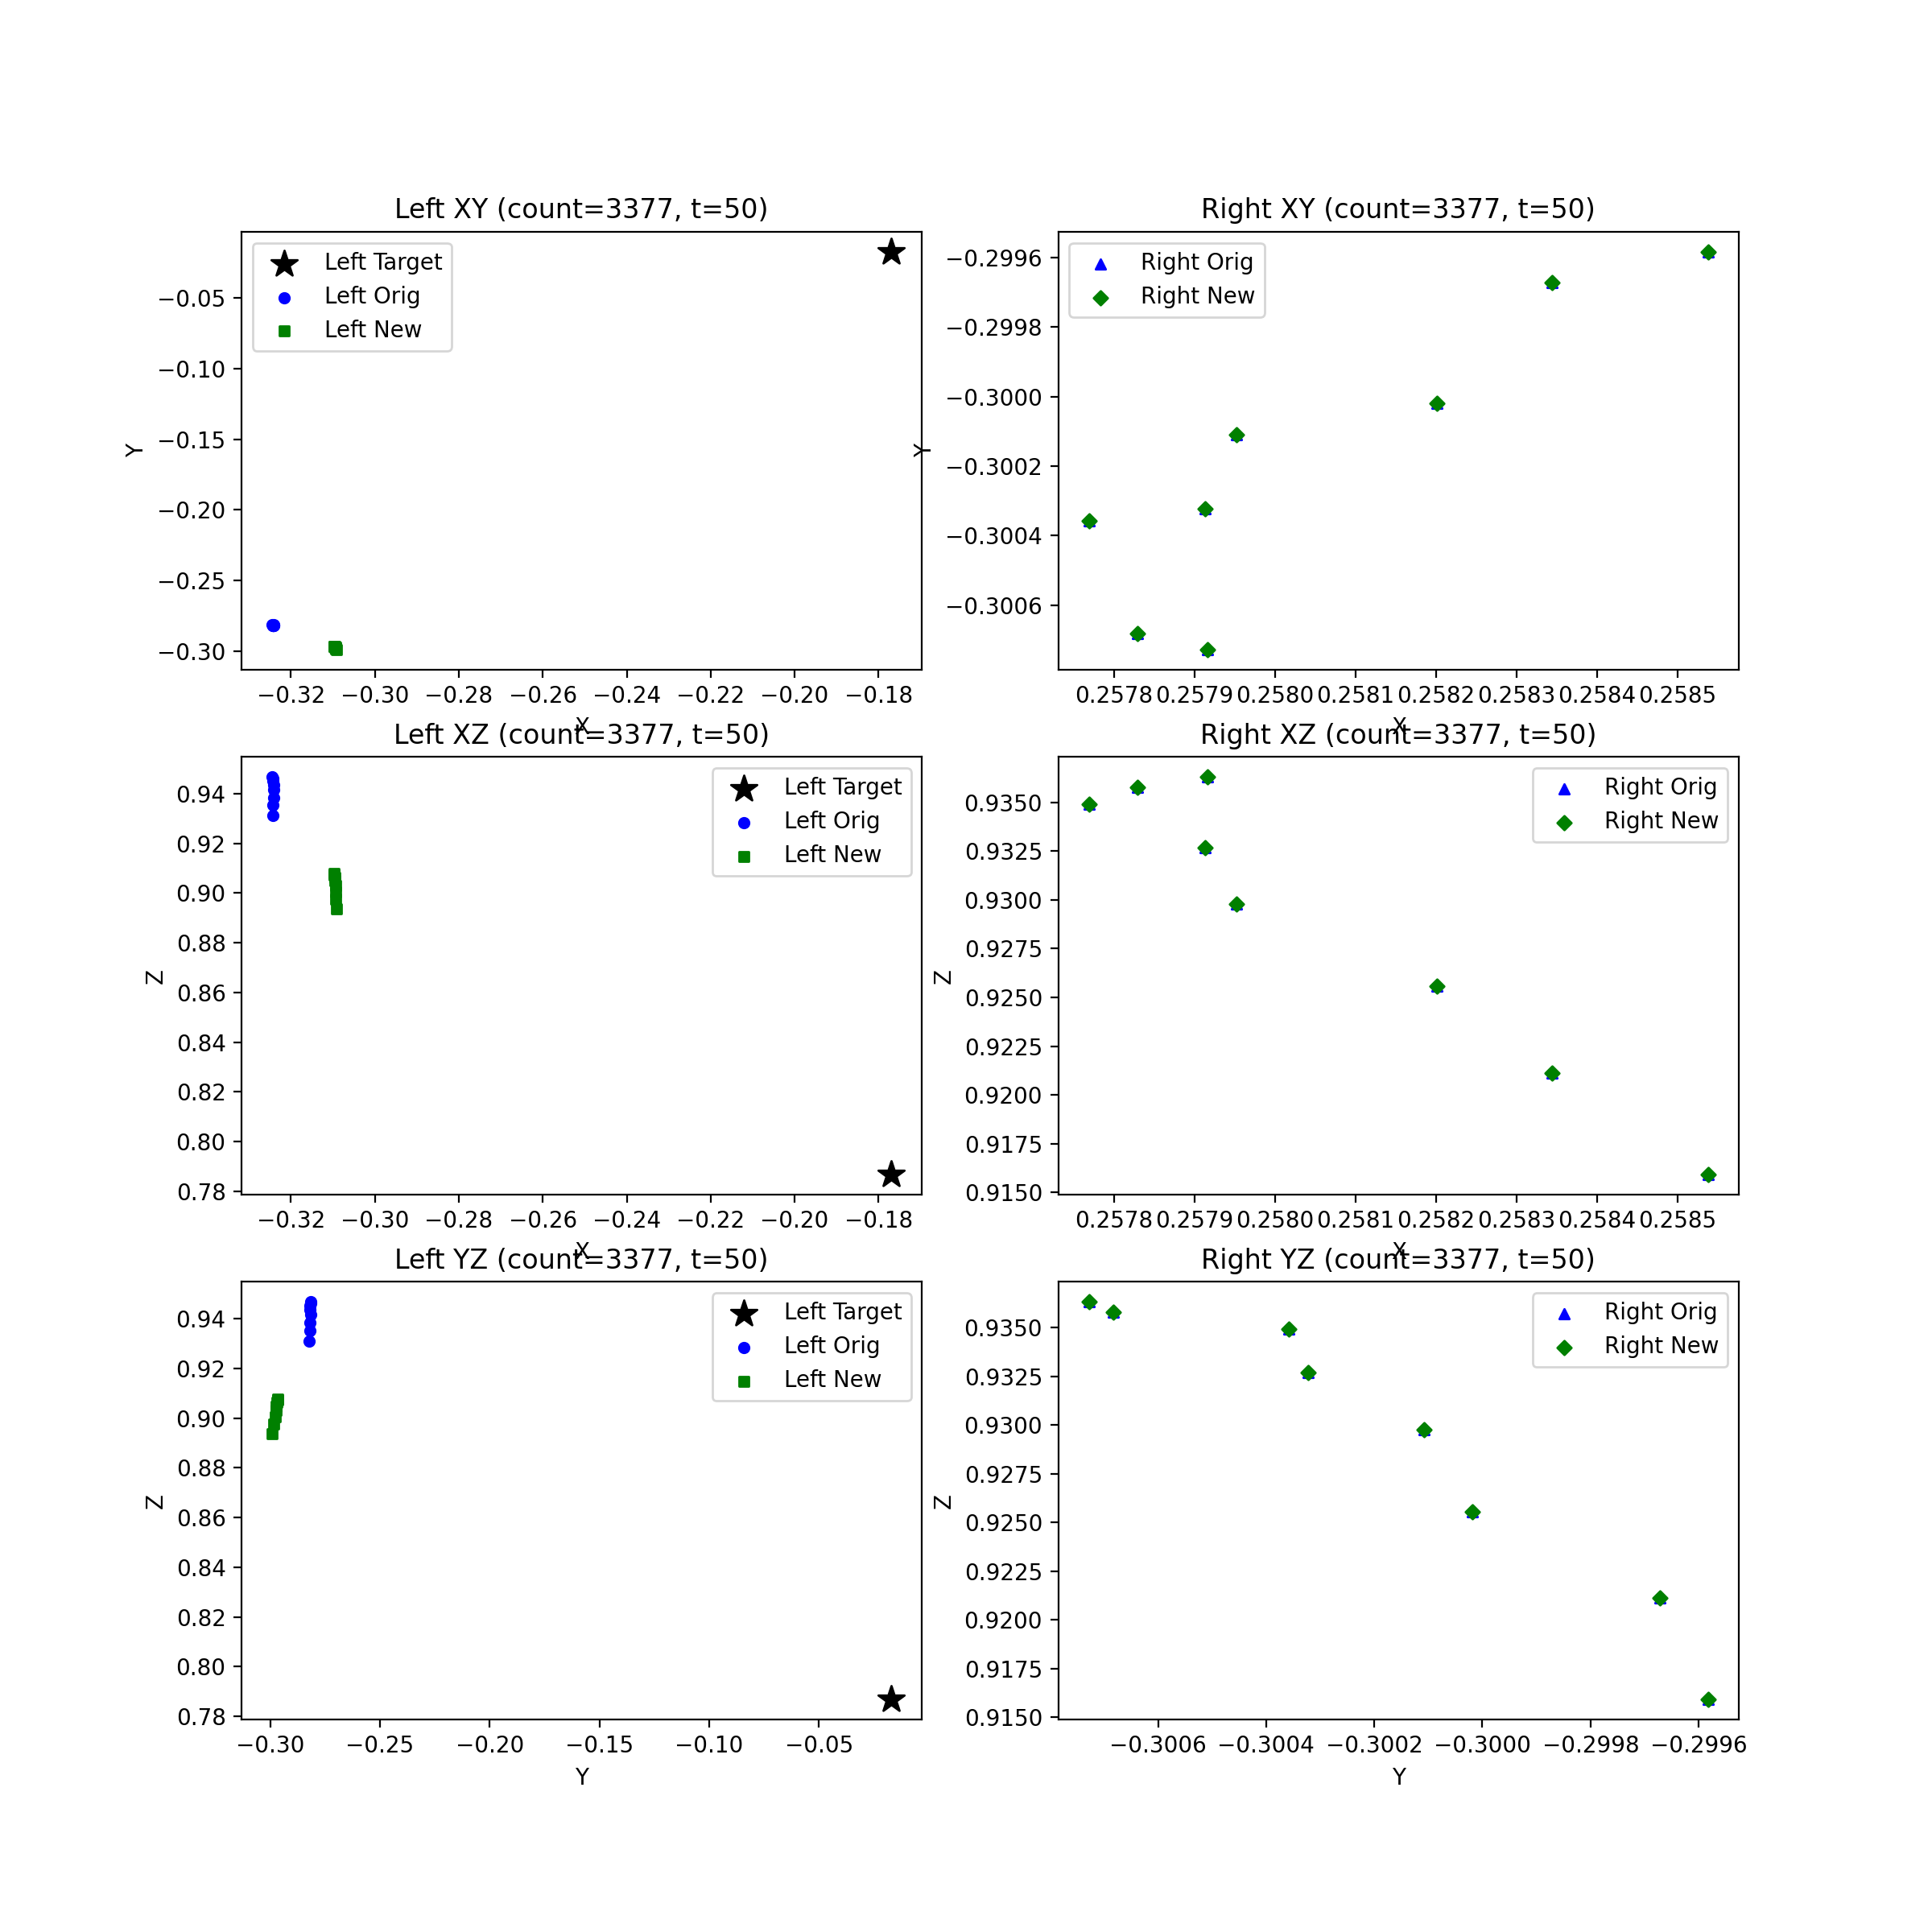 Left XY (count=3377, t=50)
Left Target
Left Orig
Left New
Y
−0.05
−0.10
−0.15
−0.20
−0.25
−0.30
−0.32 −0.30 −0.28 −0.26 −0.24 −0.22 −0.20 −0.18
X
Right XY (count=3377, t=50)
Right Orig
Right New
Y
−0.2996
−0.2998
−0.3000
−0.3002
−0.3004
−0.3006
0.2578 0.2579 0.2580 0.2581 0.2582 0.2583 0.2584 0.2585
X
Left XZ (count=3377, t=50)
Left Target
Left Orig
Left New
Z
0.94
0.92
0.90
0.88
0.86
0.84
0.82
0.80
0.78
−0.32 −0.30 −0.28 −0.26 −0.24 −0.22 −0.20 −0.18
X
Right XZ (count=3377, t=50)
Right Orig
Right New
Z
0.9350
0.9325
0.9300
0.9275
0.9250
0.9225
0.9200
0.9175
0.9150
0.2578 0.2579 0.2580 0.2581 0.2582 0.2583 0.2584 0.2585
X
Left YZ (count=3377, t=50)
Left Target
Left Orig
Left New
Z
0.94
0.92
0.90
0.88
0.86
0.84
0.82
0.80
0.78
−0.30 −0.25 −0.20 −0.15 −0.10 −0.05
Y
Right YZ (count=3377, t=50)
Right Orig
Right New
Z
0.9350
0.9325
0.9300
0.9275
0.9250
0.9225
0.9200
0.9175
0.9150
−0.3006 −0.3004 −0.3002 −0.3000 −0.2998 −0.2996
Y